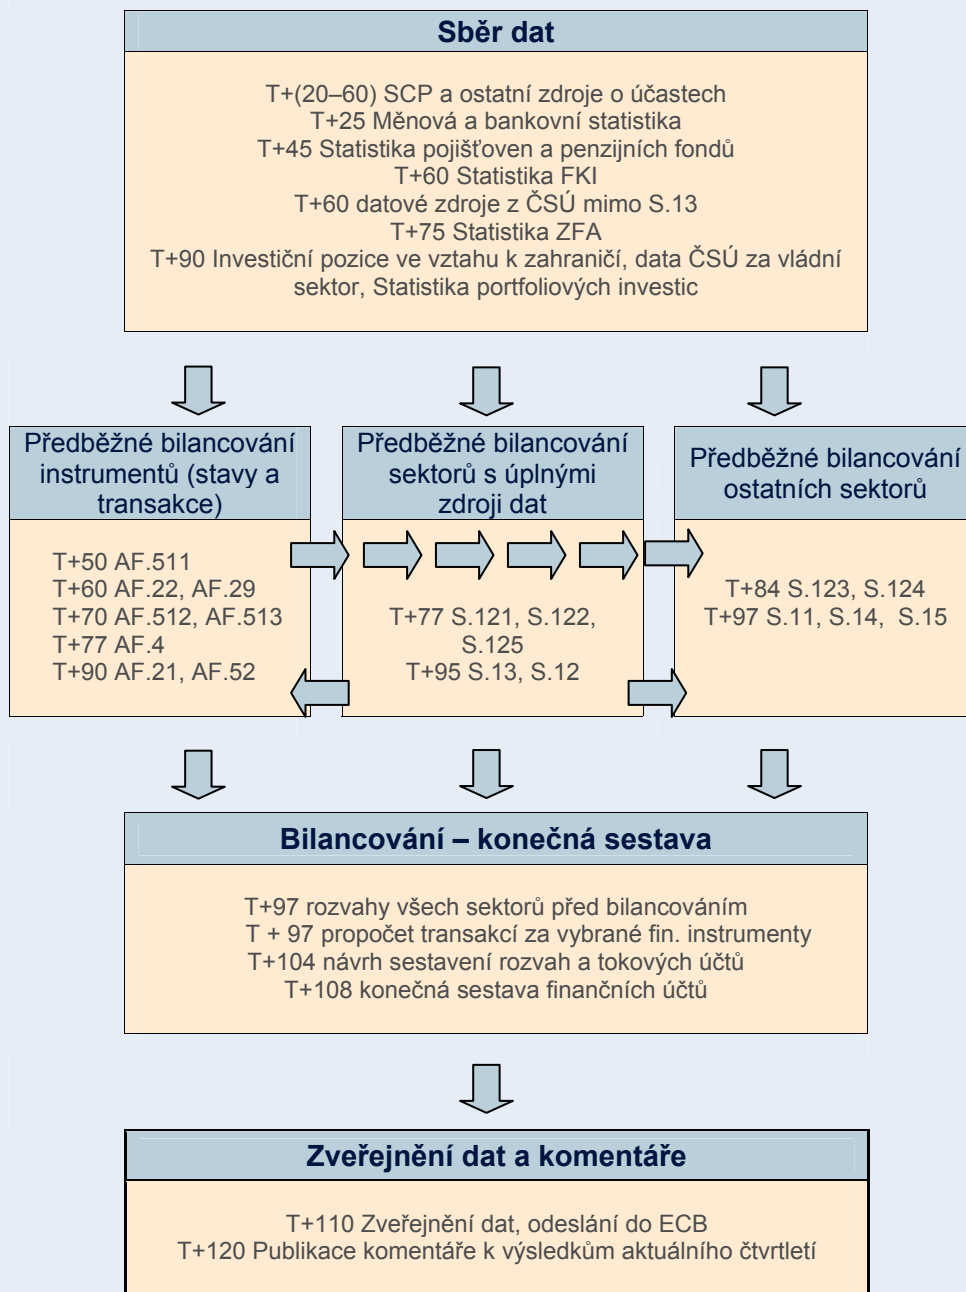 Sběr dat
T+(20–60) SCP a ostatní zdroje o účastech
T+25 Měnová a bankovní statistika
T+45 Statistika pojišťoven a penzijních fondů
T+60 Statistika FKI
T+60 datové zdroje z ČSÚ mimo S.13
T+75 Statistika ZFA
T+90 Investiční pozice ve vztahu k zahraničí, data ČSÚ za vládní
sektor, Statistika portfoliových investic
Předběžné bilancování
instrumentů (stavy a
transakce)
T+50 AF.511
T+60 AF.22, AF.29
T+70 AF.512, AF.513
T+77 AF.4
T+90 AF.21, AF.52
Předběžné bilancování
sektorů s úplnými
zdroji dat
T+77 S.121, S.122,
S.125
T+95 S.13, S.12
Předběžné bilancování
ostatních sektorů
T+84 S.123, S.124
T+97 S.11, S.14, S.15
Bilancování – konečná sestava
T+97 rozvahy všech sektorů před bilancováním
T + 97 propočet transakcí za vybrané fin. instrumenty
T+104 návrh sestavení rozvah a tokových účtů
T+108 konečná sestava finančních účtů
Zveřejnění dat a komentáře
T+110 Zveřejnění dat, odeslání do ECB
T+120 Publikace komentáře k výsledkům aktuálního čtvrtletí